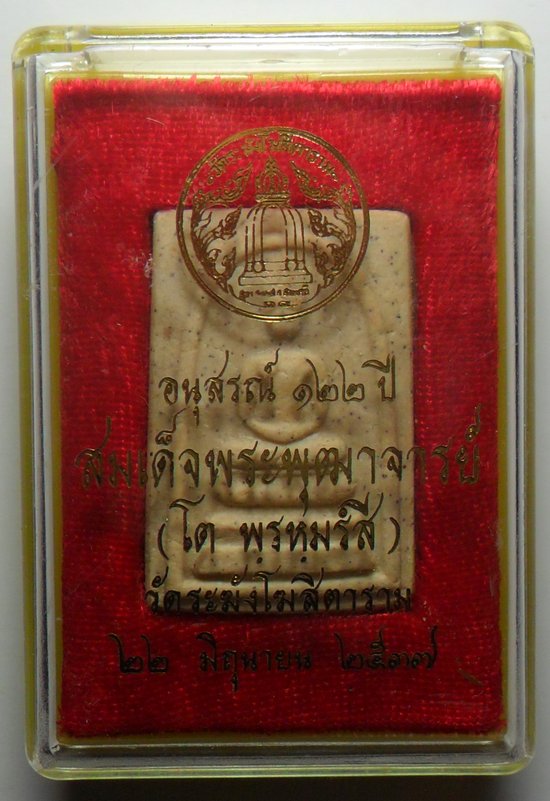 อนุสรณ์ ๑๒๒ ปี
สมเด็จพระพุฒาจารย์
(โต พฺรหฺมรํสี)
วัดระฆังโฆสิตาราม
๒๒ มิถุนายน ๒๕๓๗